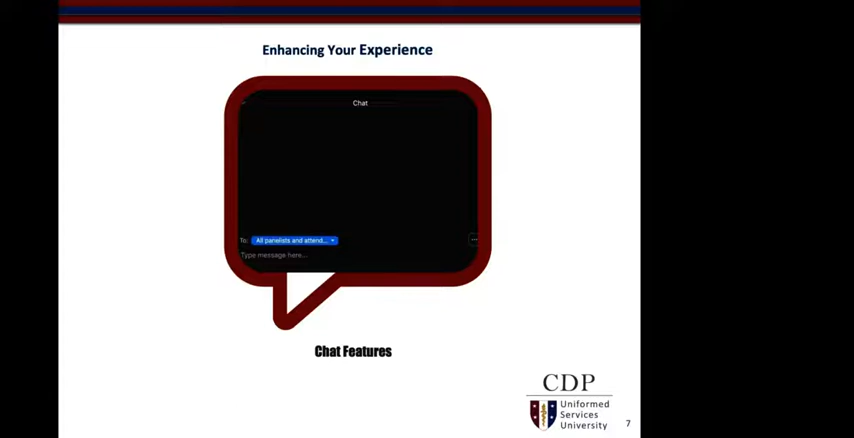 Enhancing Your Experience
Chat
To: All panelists and attend...
Type message here...
Chat Features
CDP
Uniformed
Services
University
7